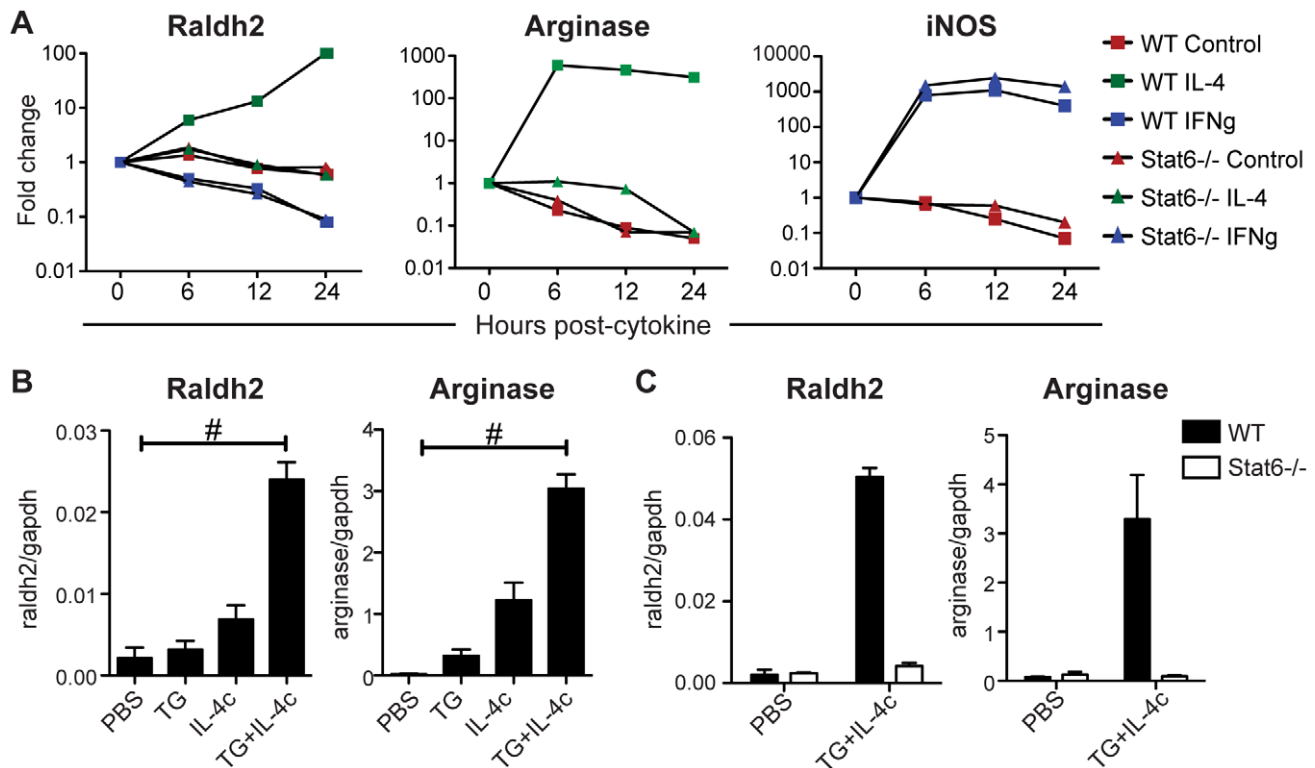 A
Raldh2
Arginase
iNOS
Fold change
100
10
1
0.1
0.01
0 6 12 24
1000
100
10
1
0.1
0.01
0 6 12 24
10000
1000
100
10
1
0.1
0.01
0 6 12 24
Hours post-cytokine
WT Control
WT IL-4
WT IFNg
Stat6-/- Control
Stat6-/- IL-4
Stat6-/- IFNg
B
Raldh2
raldh2/gapdh
0.03
0.02
0.01
0.00
#
PBS
TG
IL-4c
TG+IL-4c
Arginase
arginase/gapdh
4
3
2
1
0
#
PBS
TG
IL-4c
TG+IL-4c
C
Raldh2
raldh2/gapdh
0.06
0.04
0.02
0.00
PBS
TG+IL-4c
Arginase
arginase/gapdh
5
4
3
2
1
0
PBS
TG+IL-4c
WT
Stat6-/-